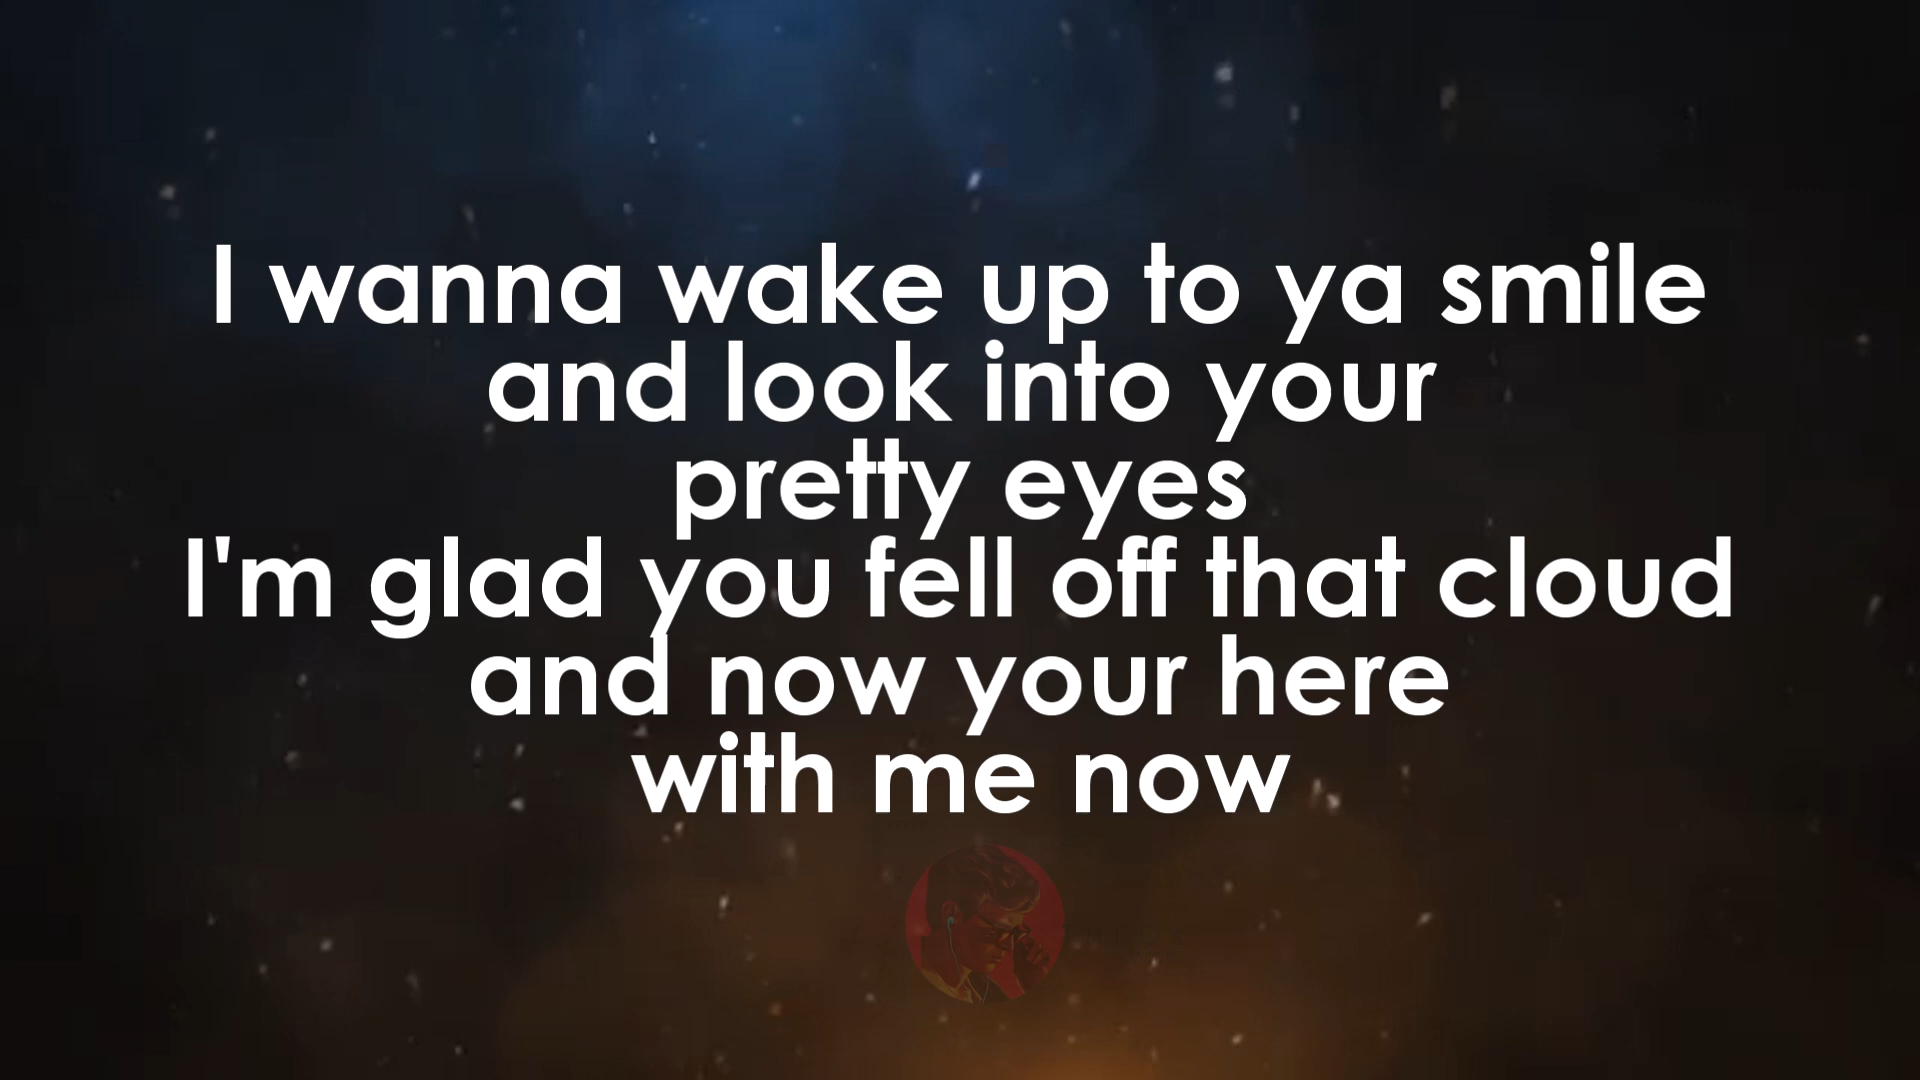 I wanna wake up to ya smile
and look into your
pretty eyes
I'm glad you fell off that cloud
and now your here
with me now